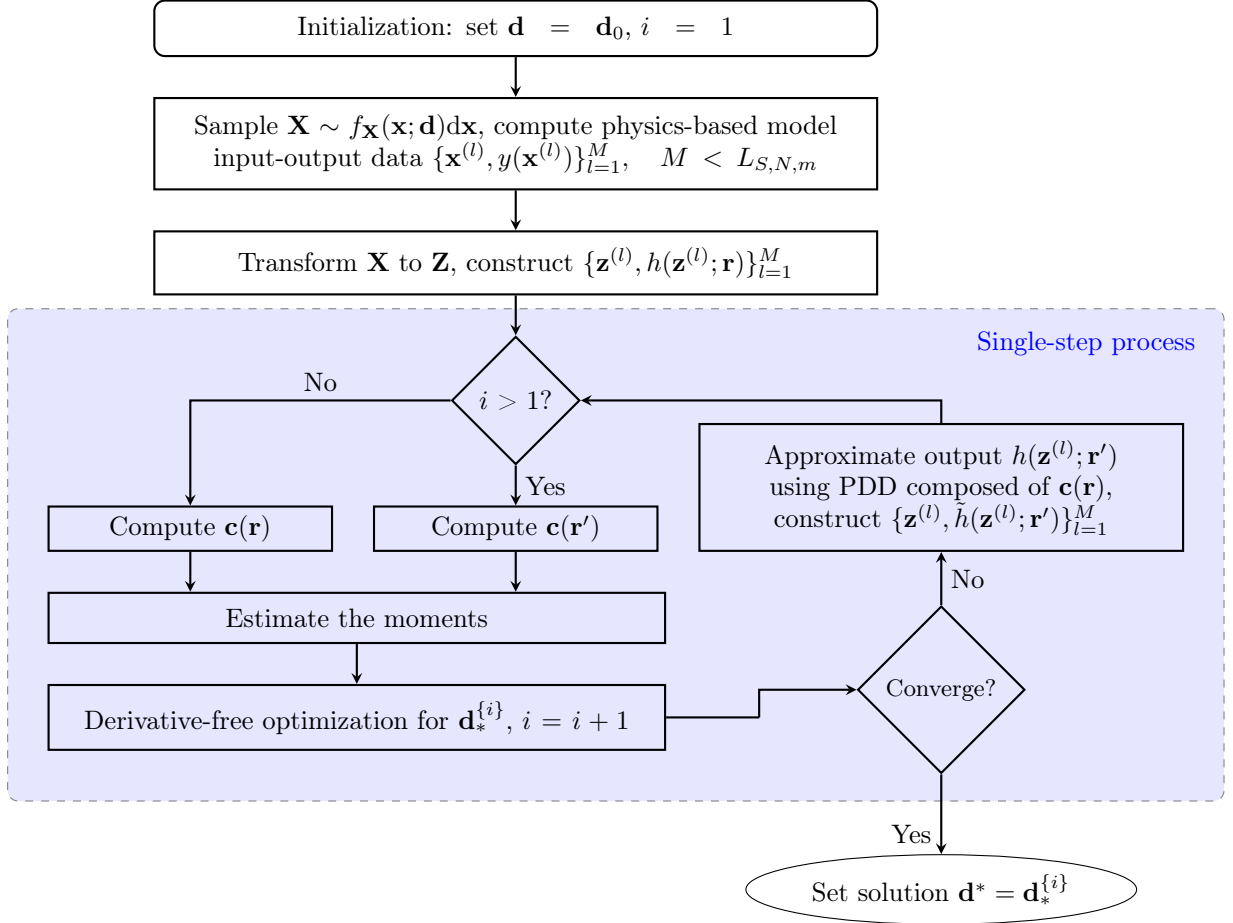 Initialization: set d = d₀, i = 1
Sample X ∼ f_X(x; d)dx, compute physics-based model
input-output data {x^(l), y(x^(l))}_{l=1}^M, M < L_{S,N,m}
Transform X to Z, construct {z^(l), h(z^(l); r)}_{l=1}^M
Single-step process
i > 1?
No
Yes
Compute c(r)
Compute c(r′)
Approximate output h(z^(l); r′)
using PDD composed of c(r),
construct {z^(l), h̃(z^(l); r′)}_{l=1}^M
Estimate the moments
Derivative-free optimization for d_*^{i}, i = i + 1
Converge?
No
Yes
Set solution d* = d_*^{i}